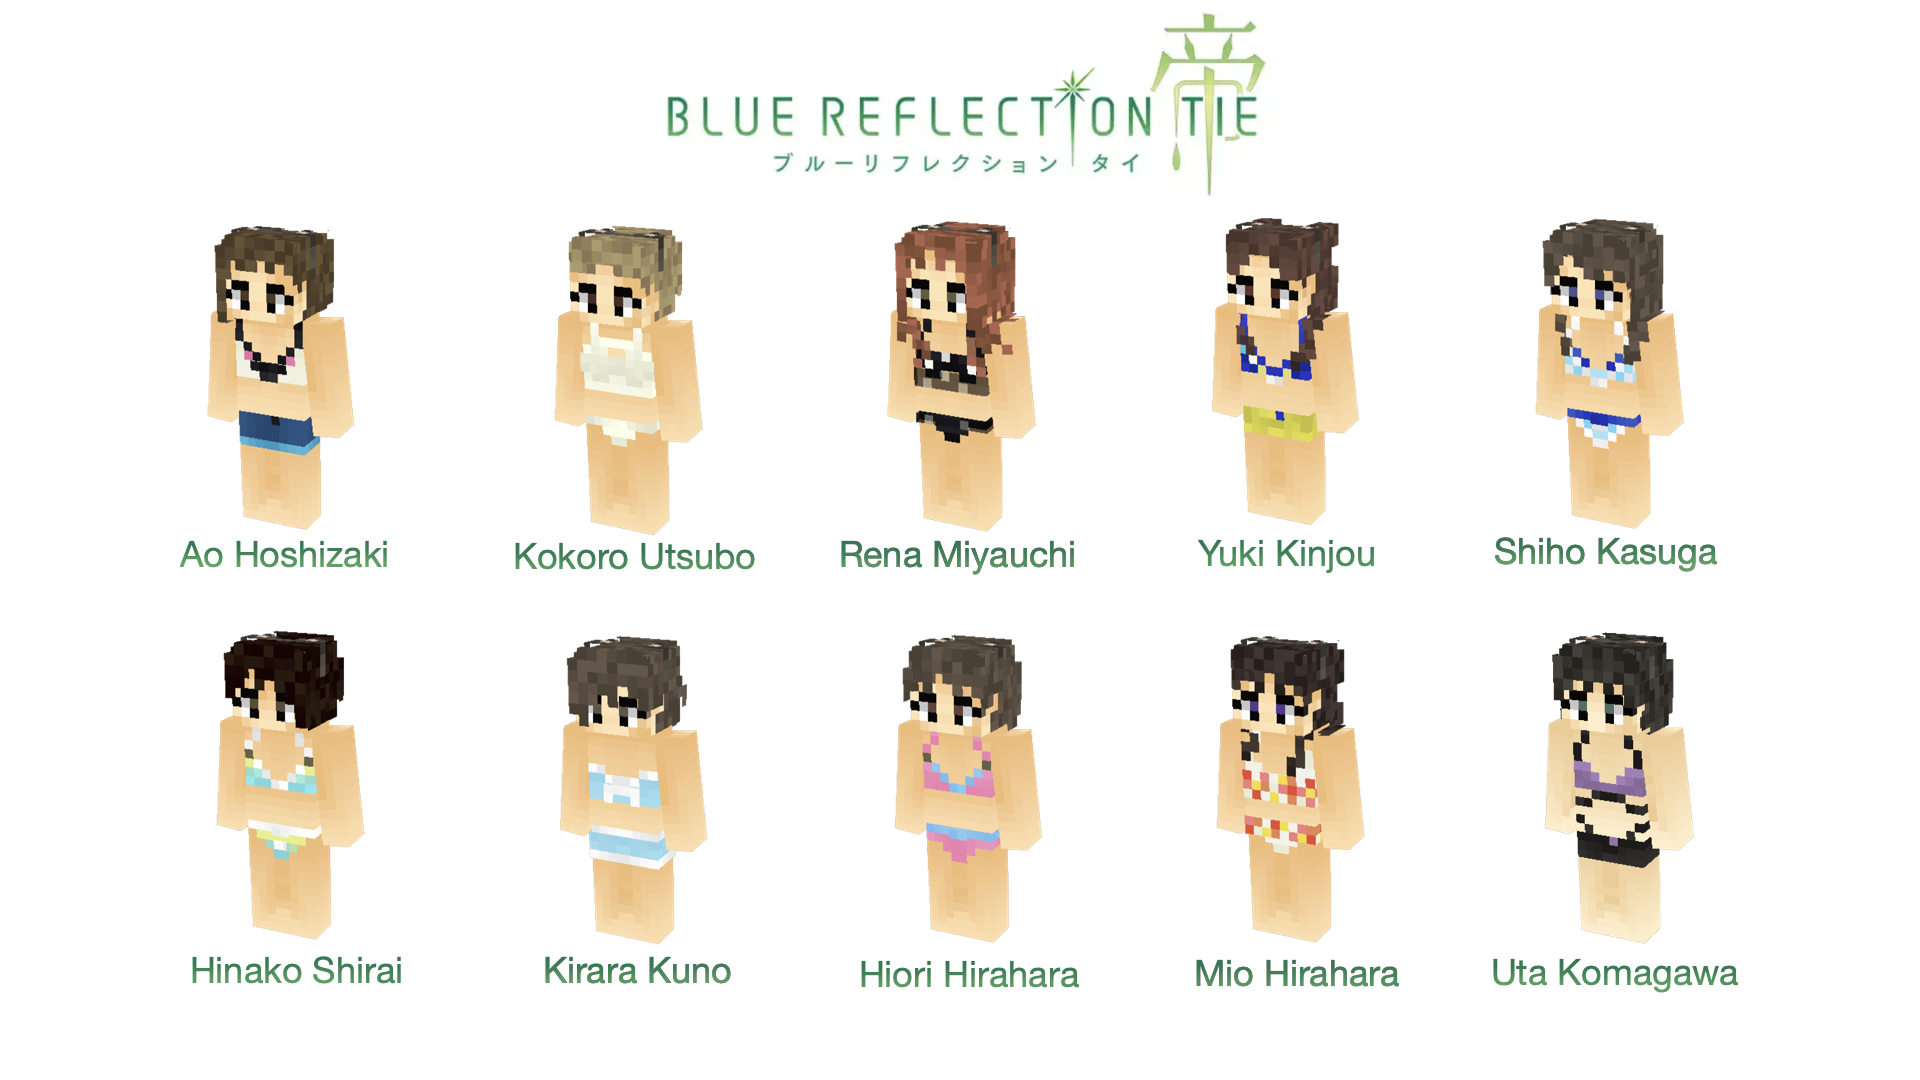 帝
BLUE REFLECTION TIE
ブルーリフレクション タイ
Ao Hoshizaki
Kokoro Utsubo
Rena Miyauchi
Yuki Kinjou
Shiho Kasuga
Hinako Shirai
Kirara Kuno
Hiori Hirahara
Mio Hirahara
Uta Komagawa